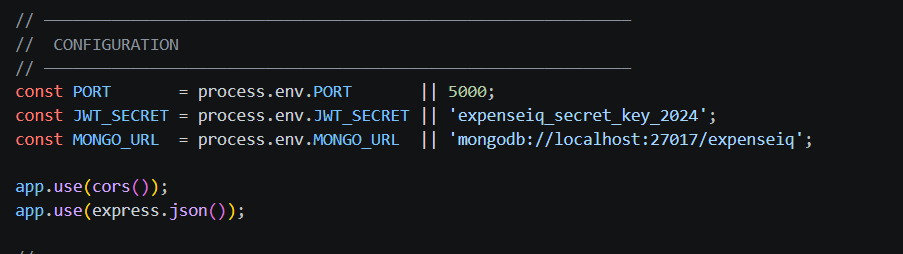 // ─────────────────────────────────────────────────────────────
//  CONFIGURATION
// ─────────────────────────────────────────────────────────────
const PORT       = process.env.PORT       || 5000;
const JWT_SECRET = process.env.JWT_SECRET || 'expenseiq_secret_key_2024';
const MONGO_URL  = process.env.MONGO_URL  || 'mongodb://localhost:27017/expenseiq';
app.use(cors());
app.use(express.json());
//